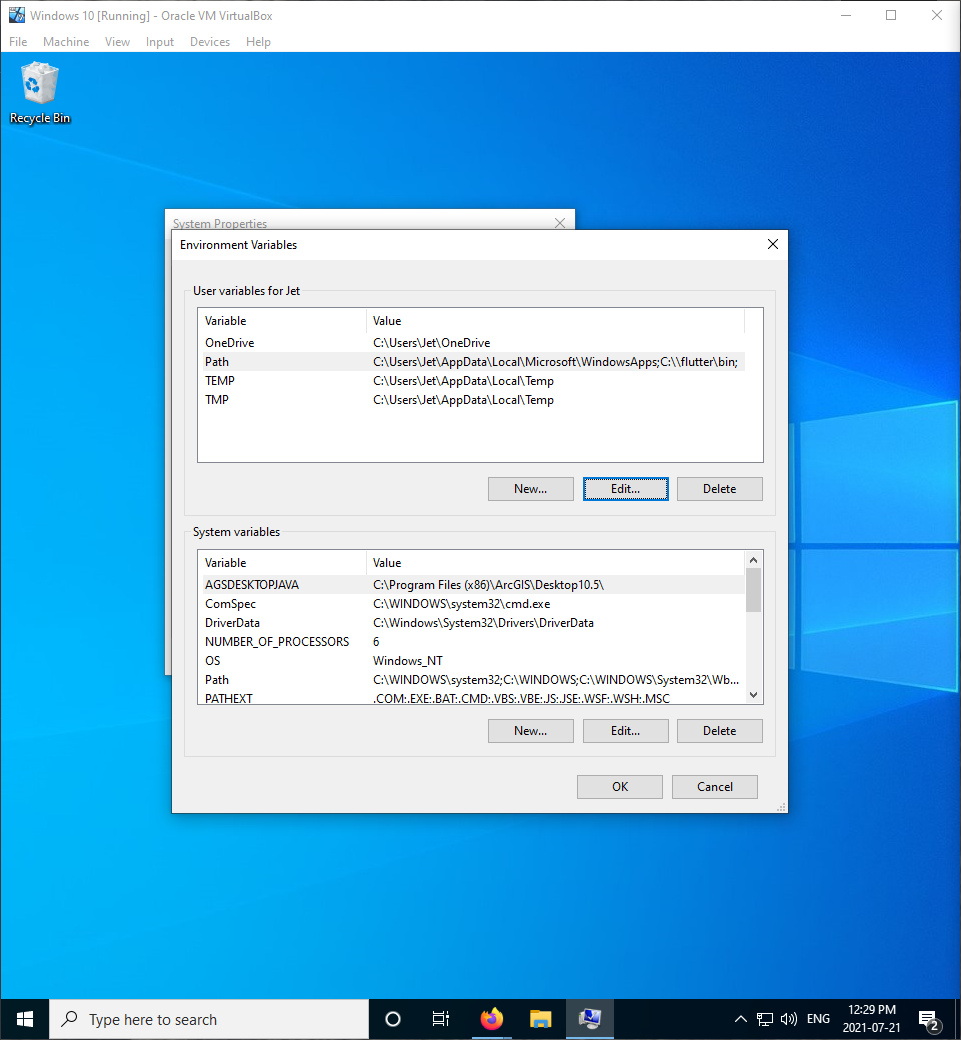 Windows 10 [Running] - Oracle VM VirtualBox
File Machine View Input Devices Help
Recycle Bin
System Properties
Environment Variables
User variables for Jet
Variable Value
OneDrive C:\Users\Jet\OneDrive
Path C:\Users\Jet\AppData\Local\Microsoft\WindowsApps;C:\\flutter\bin;
TEMP C:\Users\Jet\AppData\Local\Temp
TMP C:\Users\Jet\AppData\Local\Temp
New... Edit... Delete
System variables
Variable Value
AGSDESKTOPJAVA C:\Program Files (x86)\ArcGIS\Desktop10.5\
ComSpec C:\WINDOWS\system32\cmd.exe
DriverData C:\Windows\System32\Drivers\DriverData
NUMBER_OF_PROCESSORS 6
OS Windows_NT
Path C:\WINDOWS\system32;C:\WINDOWS;C:\WINDOWS\System32\Wb...
PATHEXT .COM;.EXE;.BAT;.CMD;.VBS;.VBE;.JS;.JSE;.WSF;.WSH;.MSC
New... Edit... Delete
OK Cancel
Type here to search
ENG
12:29 PM
2021-07-21
2